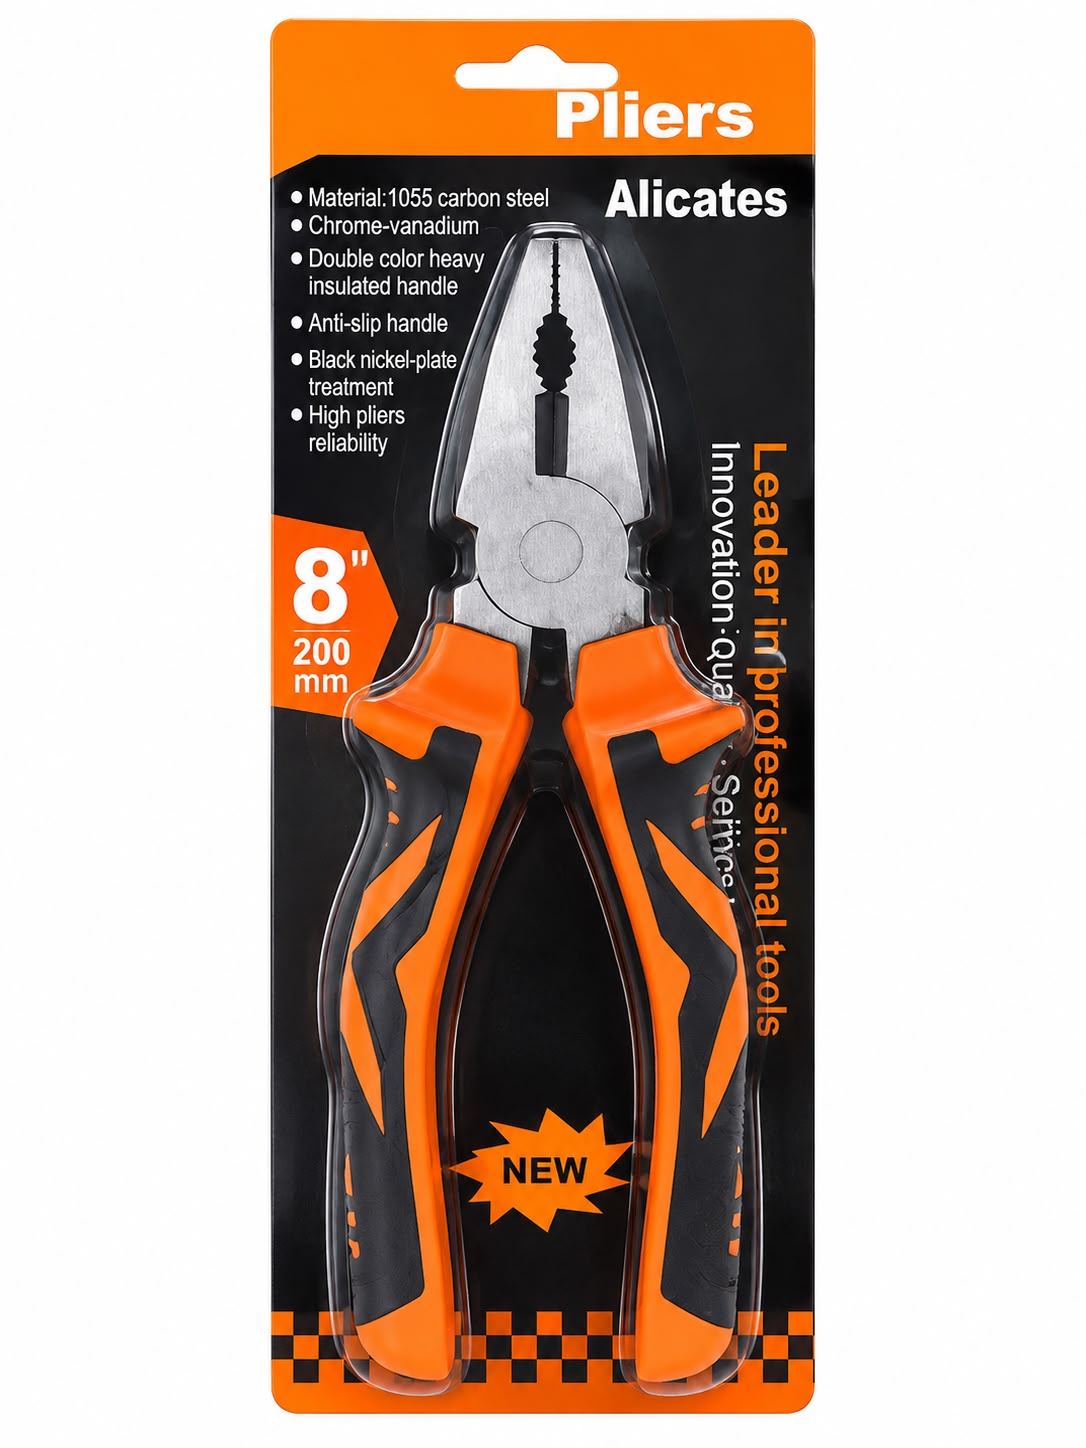 Pliers
Alicates
Material:1055 carbon steel
Chrome-vanadium
Double color heavy
insulated handle
Anti-slip handle
Black nickel-plate
treatment
High pliers
reliability
8"
200
mm
Leader in professional tools
Innovation·
NEW